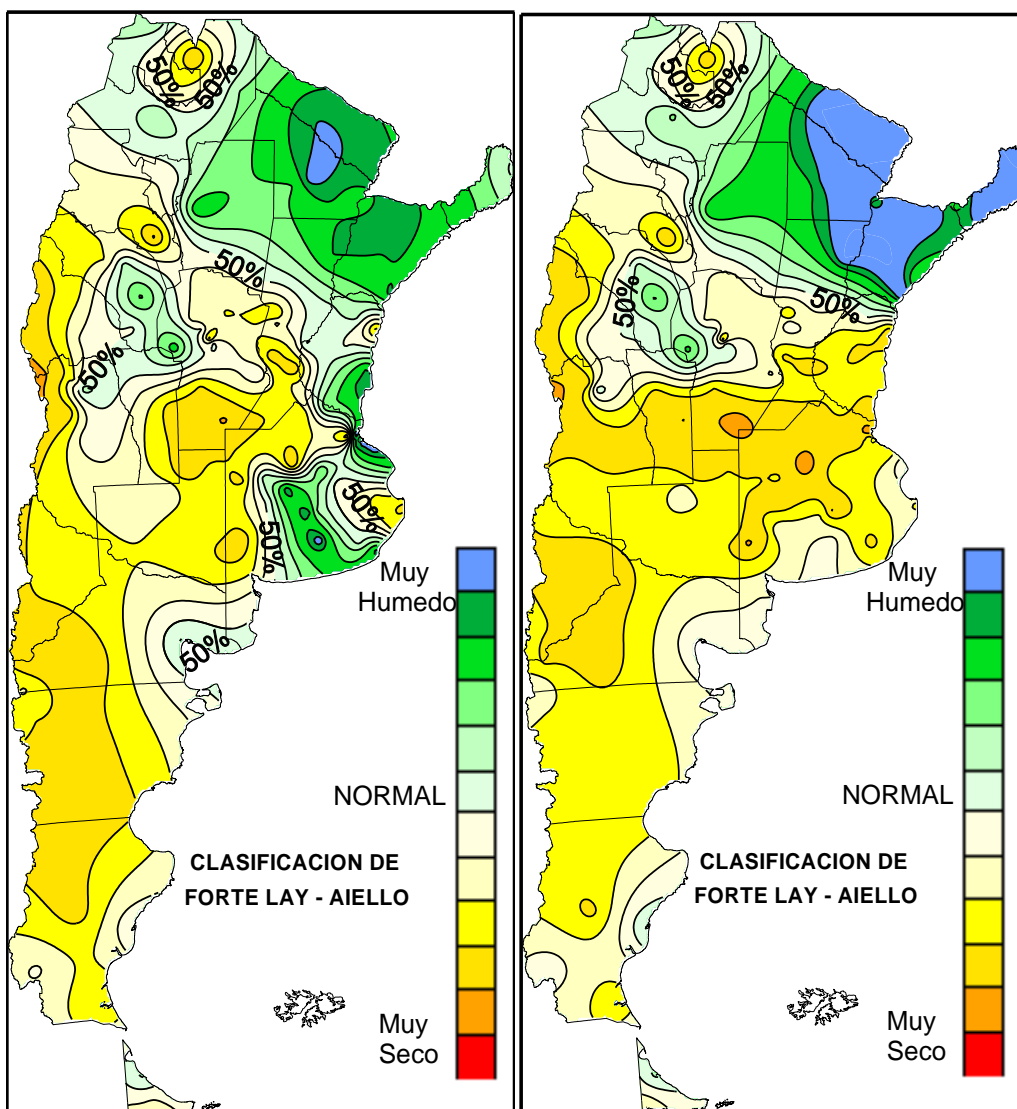 50%
50%
50%
50%
50%
50%
50%
Muy
Humedo
NORMAL
CLASIFICACION DE
FORTE LAY - AIELLO
Muy
Seco
50%
50%
50%
50%
Muy
Humedo
NORMAL
CLASIFICACION DE
FORTE LAY - AIELLO
Muy
Seco